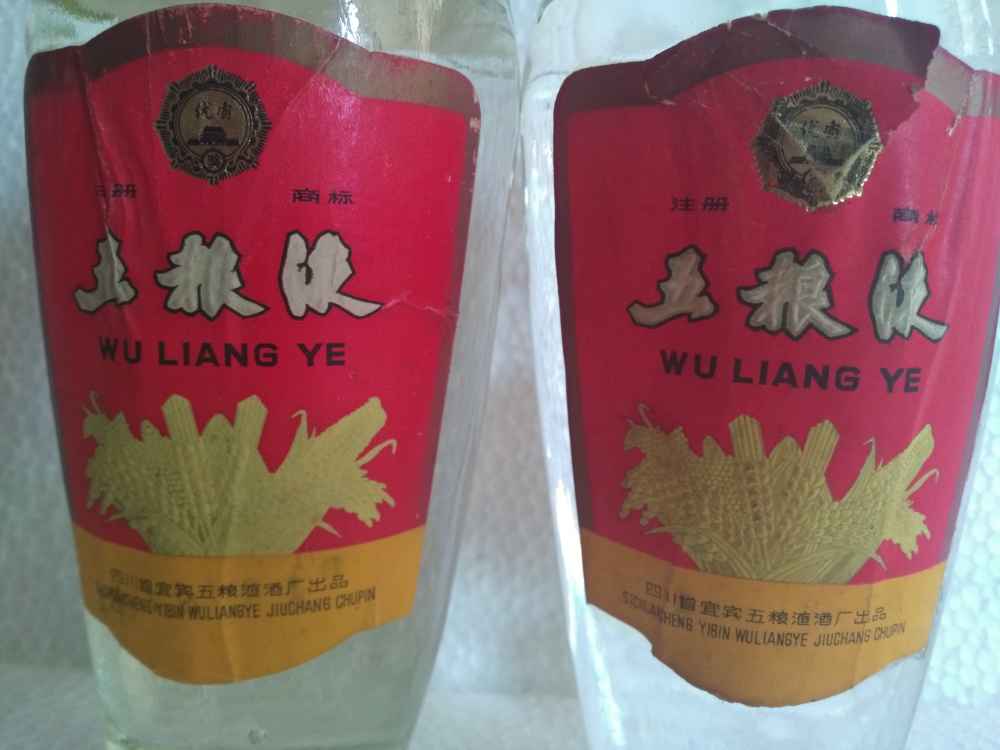 注册 商标
五粮液
WU LIANG YE
四川省宜宾五粮液酒厂出品
YIBIN WULIANGYE JIUCHANG CHUPIN
注册 商标
五粮液
WU LIANG YE
四川省宜宾五粮液酒厂出品
SICHUANSHENG YIBIN WULIANGYE JIUCHANG CHUPIN